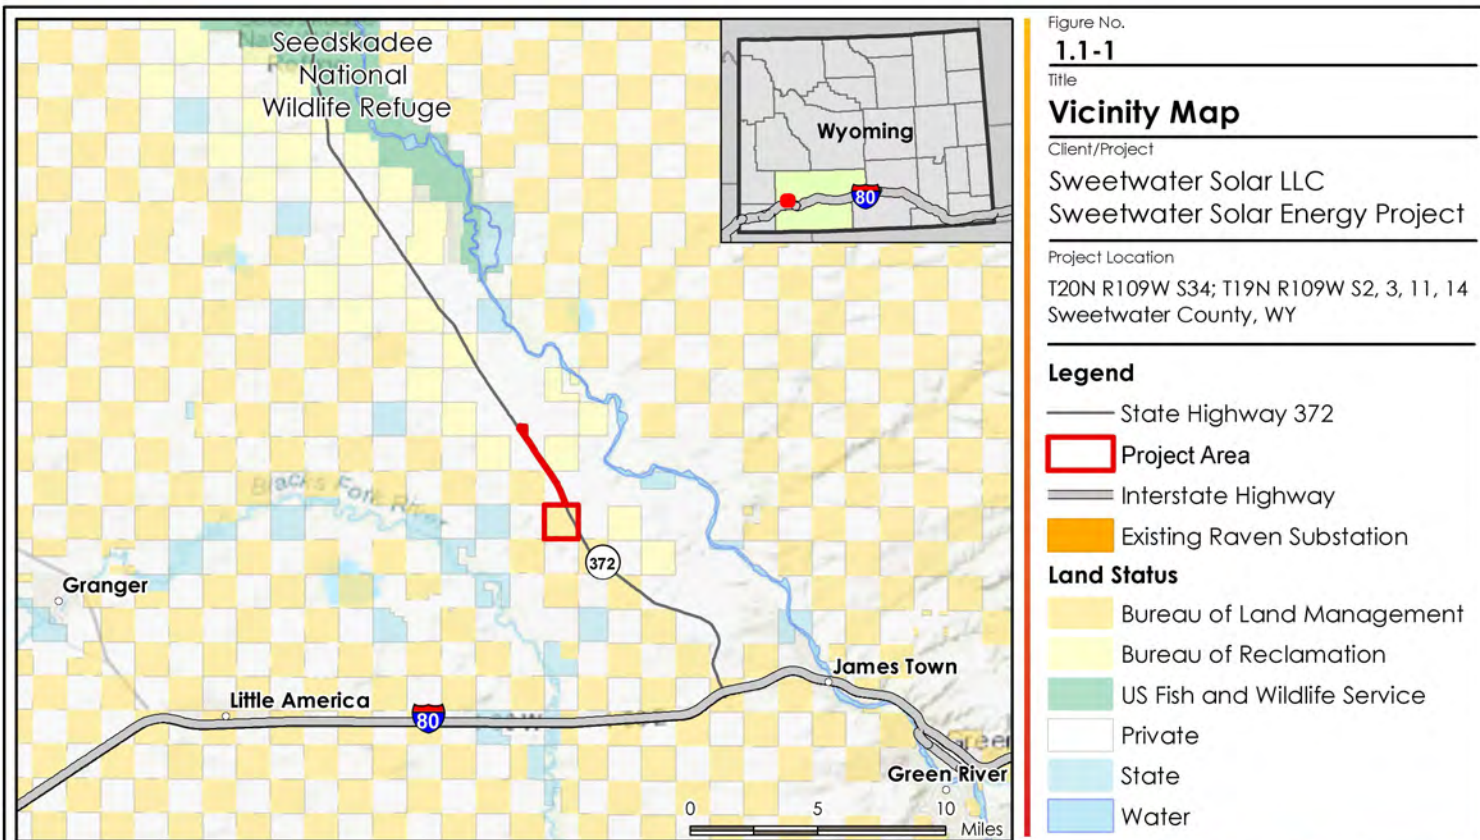 Seedskadee
National
Wildlife Refuge
Wyoming
80
Blacks Fork River
372
Granger
Little America
80
James Town
Green River
0 5 10
Miles
Figure No.
1.1-1
Title
Vicinity Map
Client/Project
Sweetwater Solar LLC
Sweetwater Solar Energy Project
Project Location
T20N R109W S34; T19N R109W S2, 3, 11, 14
Sweetwater County, WY
Legend
State Highway 372
Project Area
Interstate Highway
Existing Raven Substation
Land Status
Bureau of Land Management
Bureau of Reclamation
US Fish and Wildlife Service
Private
State
Water